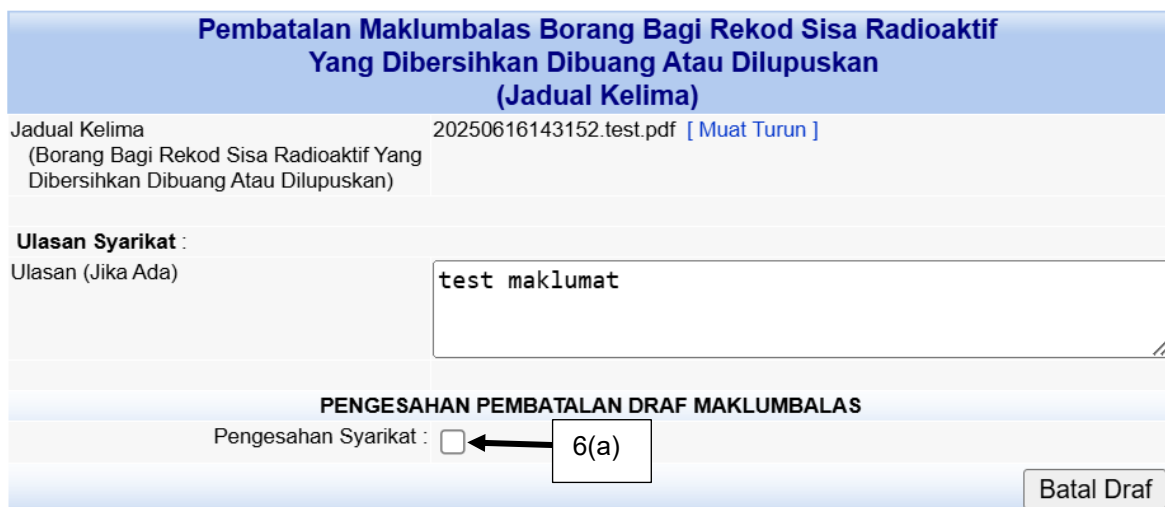 Pembatalan Maklumbalas Borang Bagi Rekod Sisa Radioaktif
Yang Dibersihkan Dibuang Atau Dilupuskan
(Jadual Kelima)
Jadual Kelima
(Borang Bagi Rekod Sisa Radioaktif Yang
Dibersihkan Dibuang Atau Dilupuskan)
20250616143152.test.pdf [ Muat Turun ]
Ulasan Syarikat :
Ulasan (Jika Ada)
test maklumat
PENGESAHAN PEMBATALAN DRAF MAKLUMBALAS
Pengesahan Syarikat :
6(a)
Batal Draf